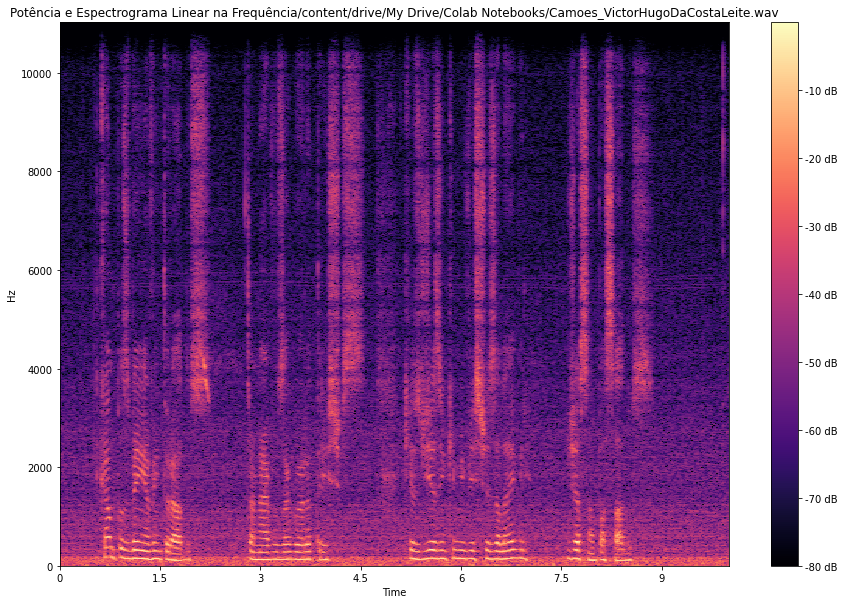 Potência e Espectrograma Linear na Frequência/content/drive/My Drive/Colab Notebooks/Camoes_VictorHugoDaCostaLeite.wav
10000
8000
6000
4000
2000
0
Hz
0 1.5 3 4.5 6 7.5 9
Time
-10 dB
-20 dB
-30 dB
-40 dB
-50 dB
-60 dB
-70 dB
-80 dB